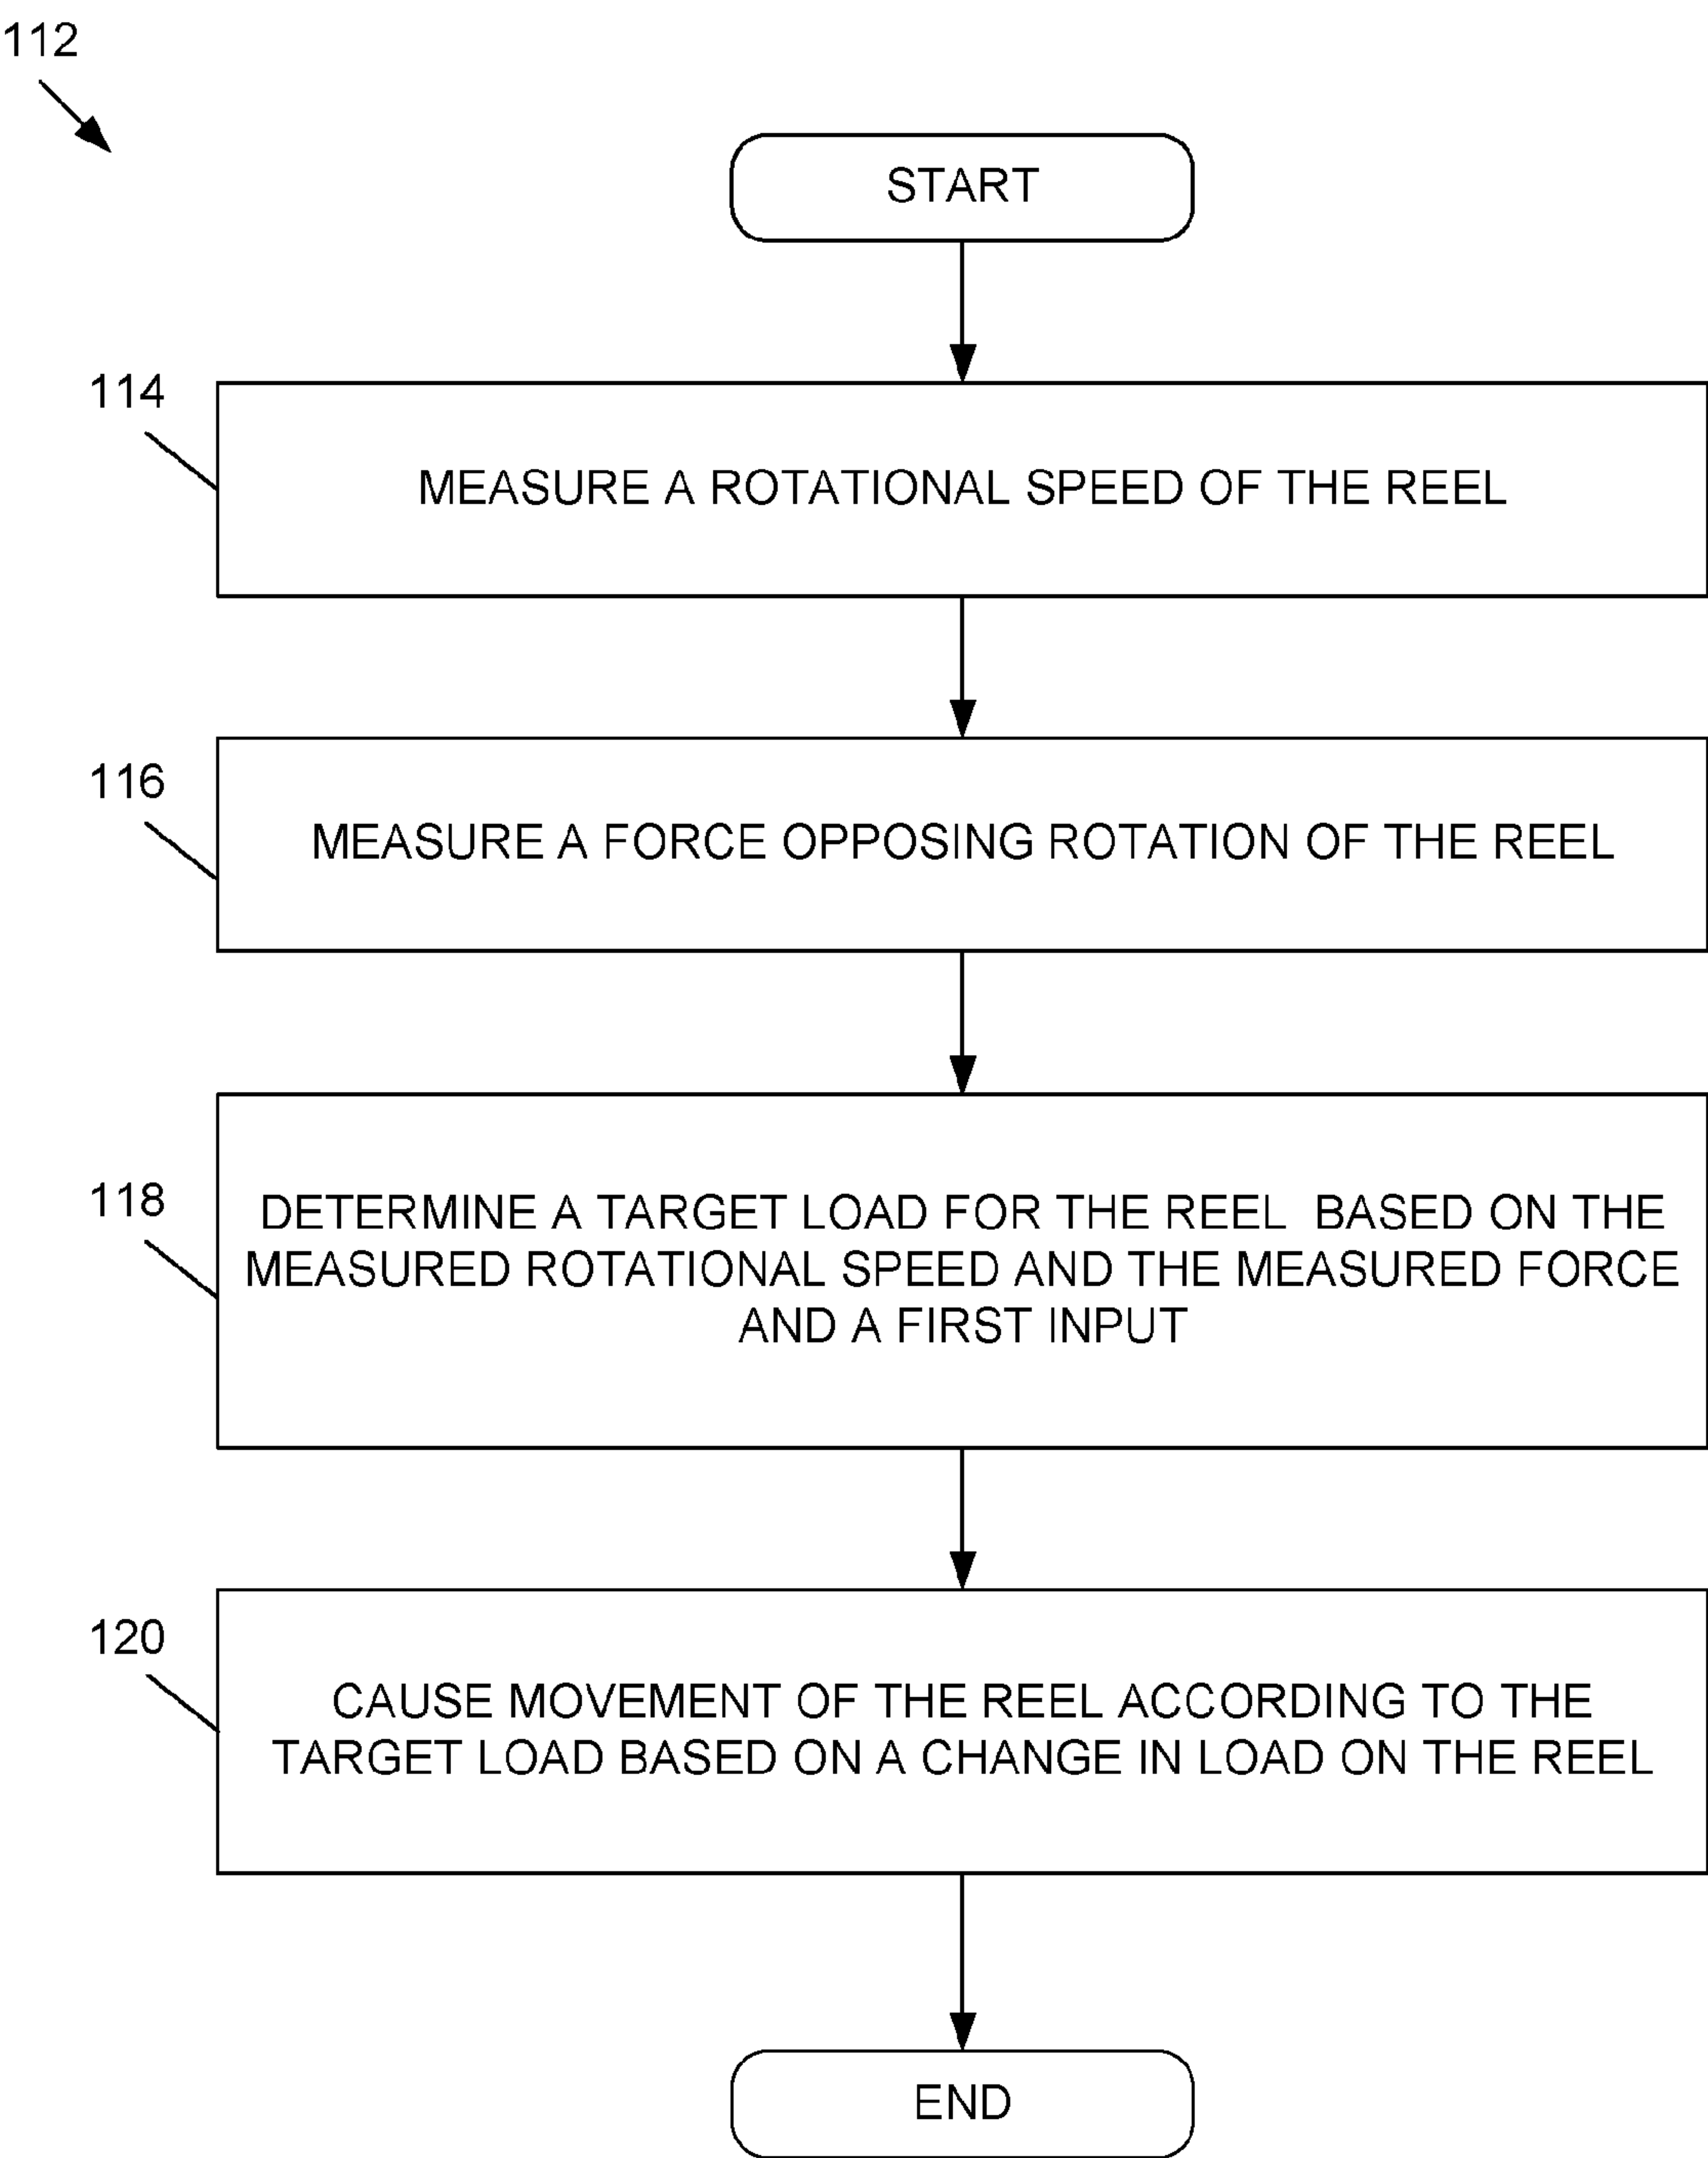 112
START
114
MEASURE A ROTATIONAL SPEED OF THE REEL
116
MEASURE A FORCE OPPOSING ROTATION OF THE REEL
118
DETERMINE A TARGET LOAD FOR THE REEL BASED ON THE
MEASURED ROTATIONAL SPEED AND THE MEASURED FORCE
AND A FIRST INPUT
120
CAUSE MOVEMENT OF THE REEL ACCORDING TO THE
TARGET LOAD BASED ON A CHANGE IN LOAD ON THE REEL
END